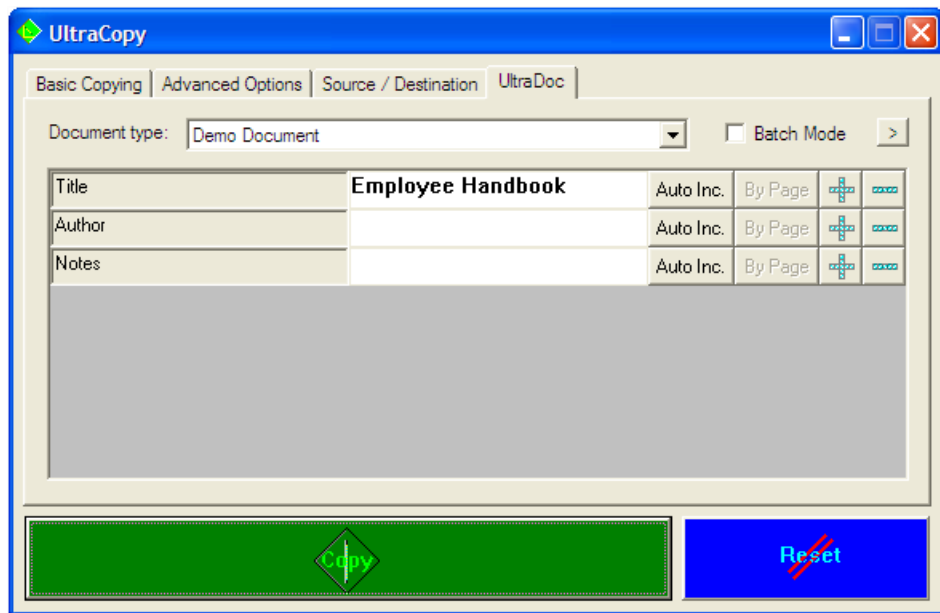 UltraCopy
Basic Copying Advanced Options Source / Destination UltraDoc
Document type: Demo Document Batch Mode >
Title Employee Handbook Auto Inc. By Page
Author Auto Inc. By Page
Notes Auto Inc. By Page
Copy Reset